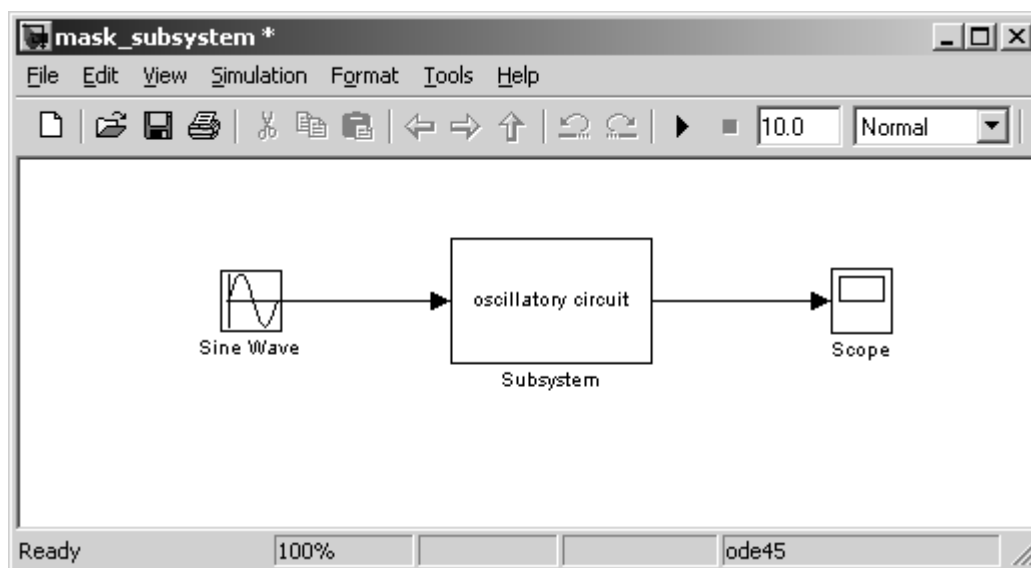 mask_subsystem *
File Edit View Simulation Format Tools Help
10.0 Normal
oscillatory circuit
Sine Wave
Subsystem
Scope
Ready 100% ode45